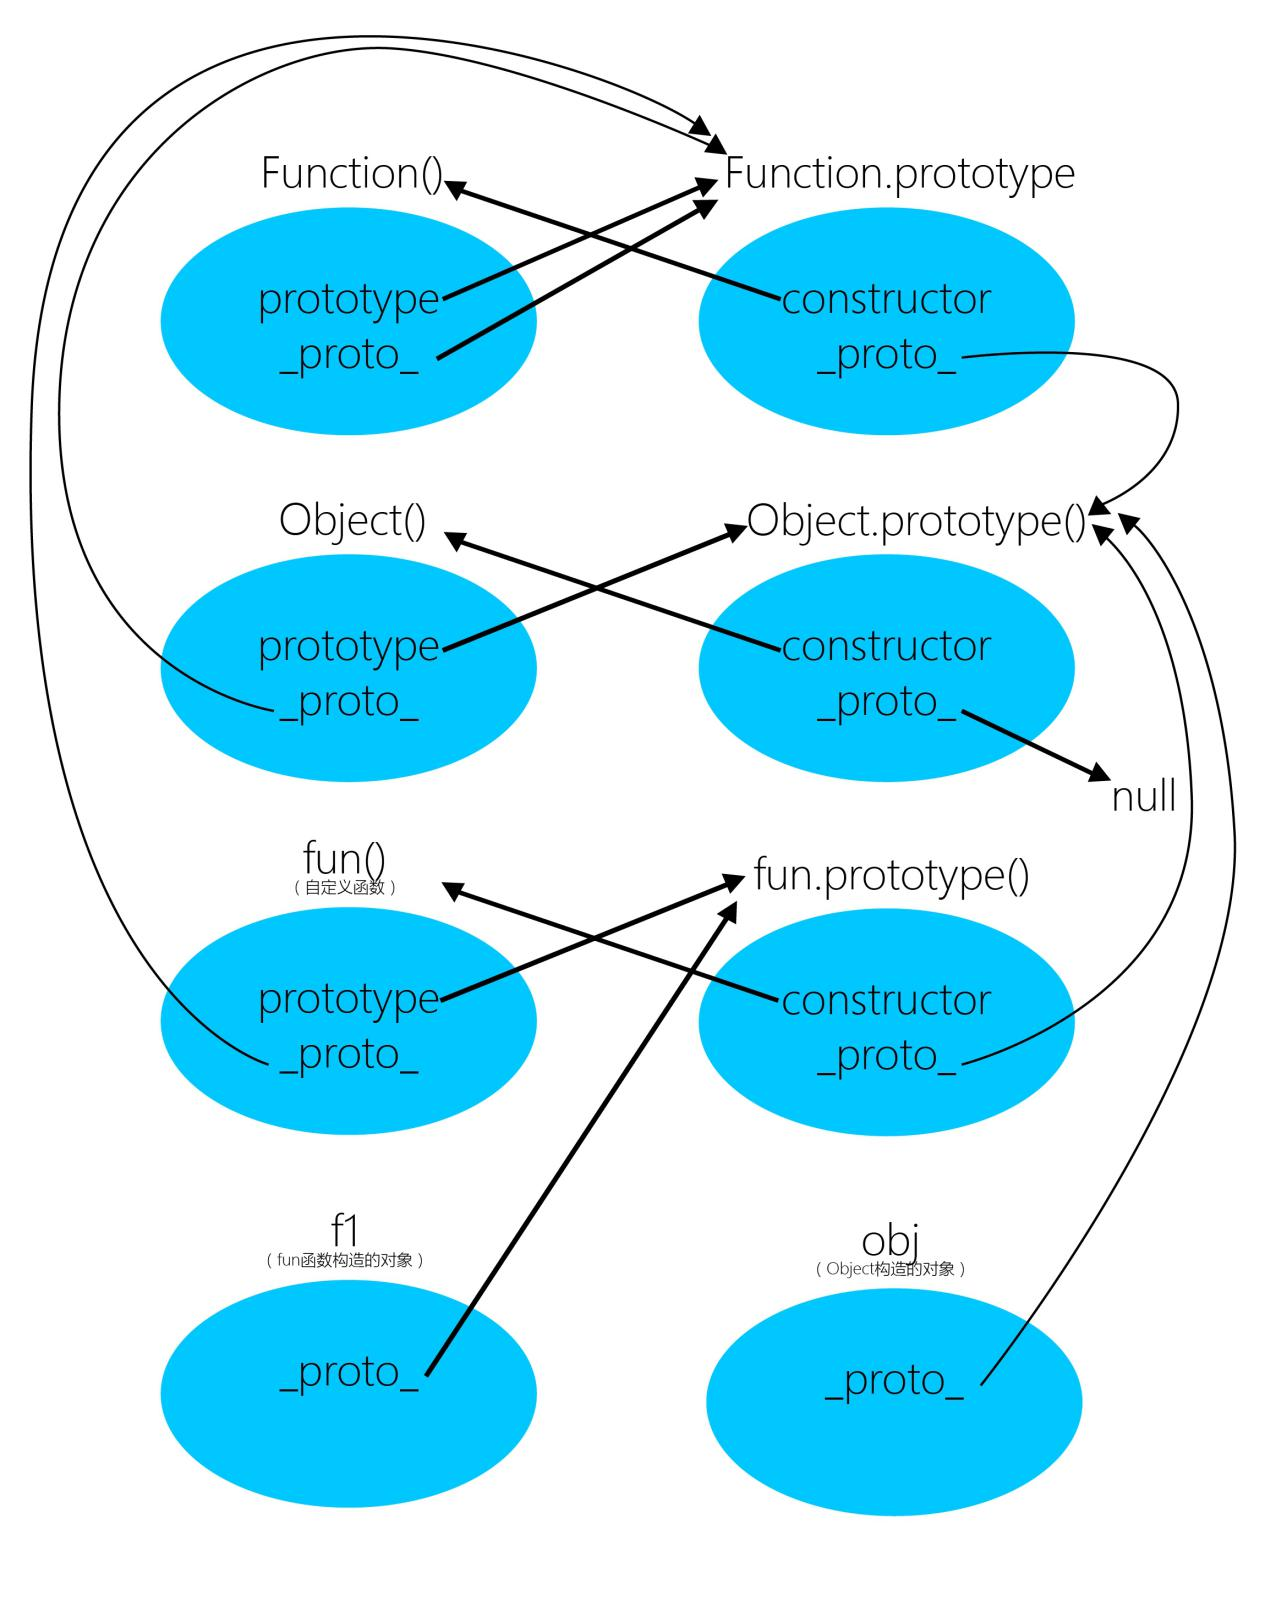 Function()
Function.prototype
prototype
_proto_
constructor
_proto_
Object()
Object.prototype()
prototype
_proto_
constructor
_proto_
null
fun()
（自定义函数）
fun.prototype()
prototype
_proto_
constructor
_proto_
f1
（fun函数构造的对象）
obj
（Object构造的对象）
_proto_
_proto_